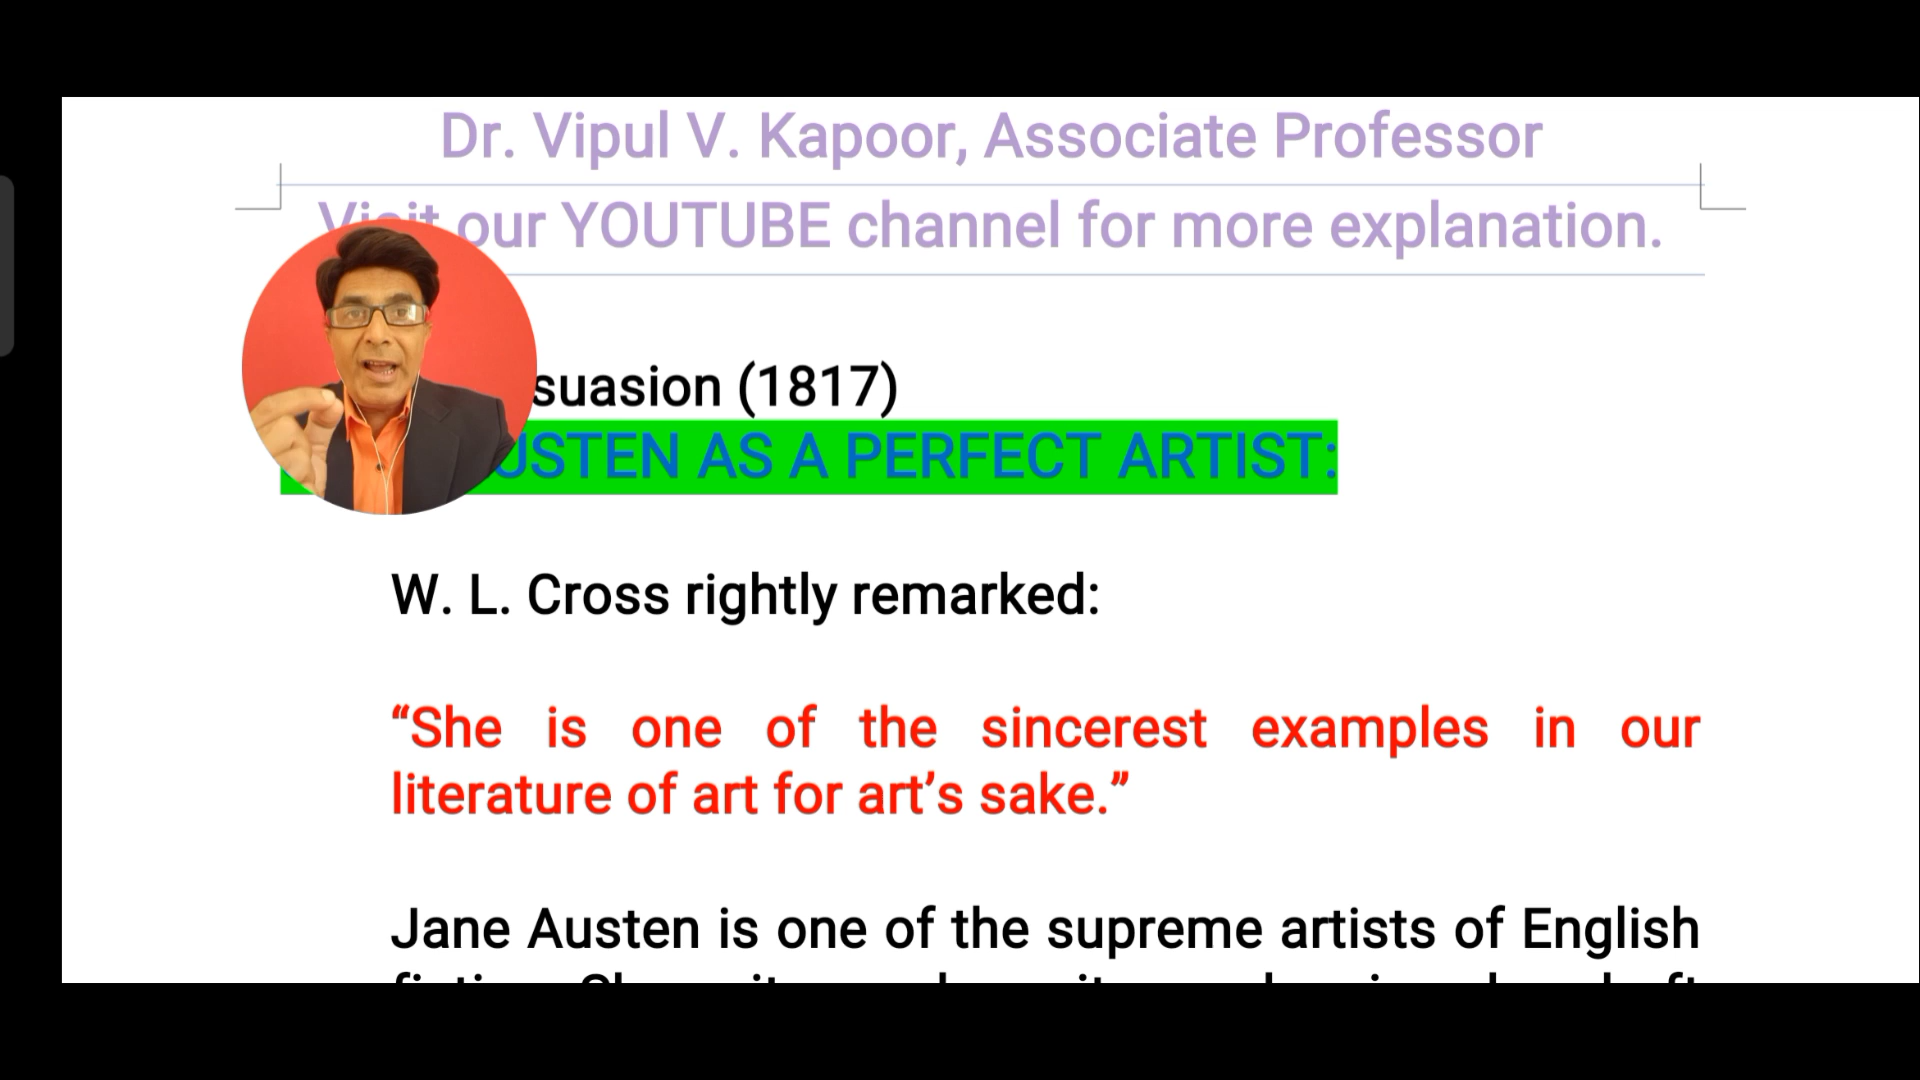 Dr. Vipul V. Kapoor, Associate Professor
Visit our YOUTUBE channel for more explanation.
suasion (1817)
USTEN AS A PERFECT ARTIST:
W. L. Cross rightly remarked:
“She is one of the sincerest examples in our
literature of art for art’s sake.”
Jane Austen is one of the supreme artists of English